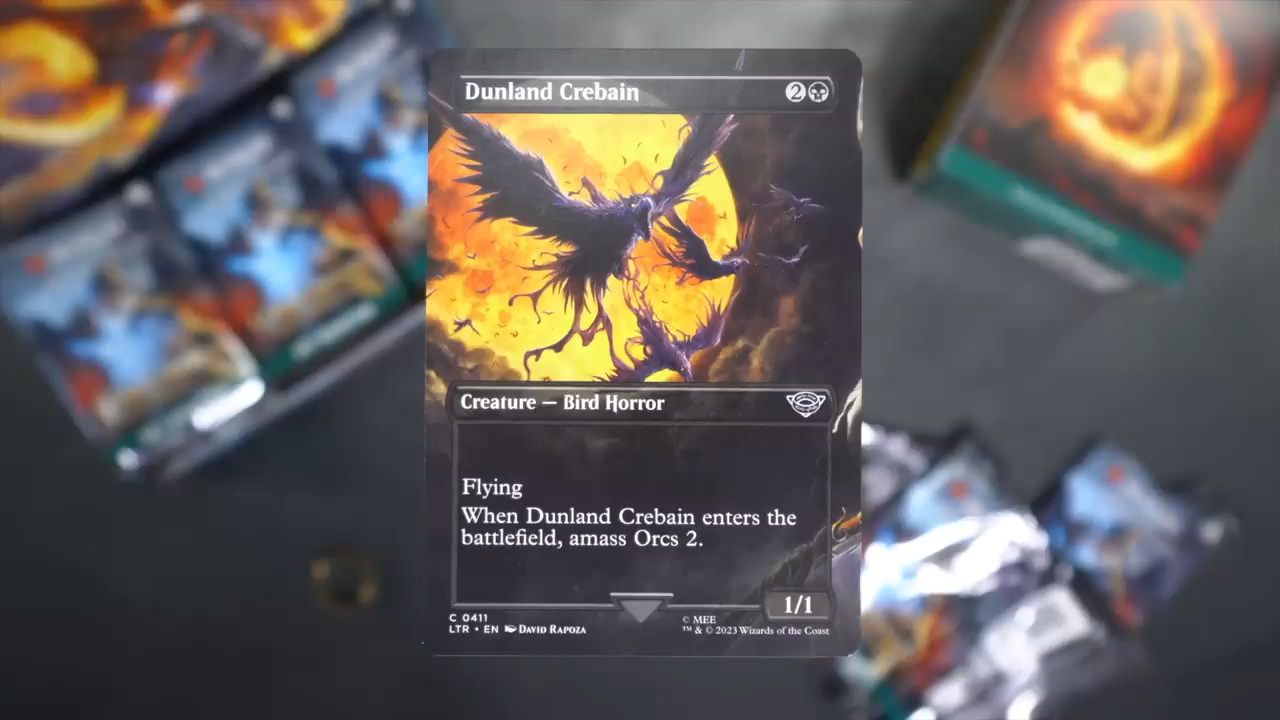 Dunland Crebain 2
Creature — Bird Horror
Flying
When Dunland Crebain enters the
battlefield, amass Orcs 2.
1/1
C 0411
LTR • EN DAVID RAPOZA
© MEE
™ & © 2023 Wizards of the Coast